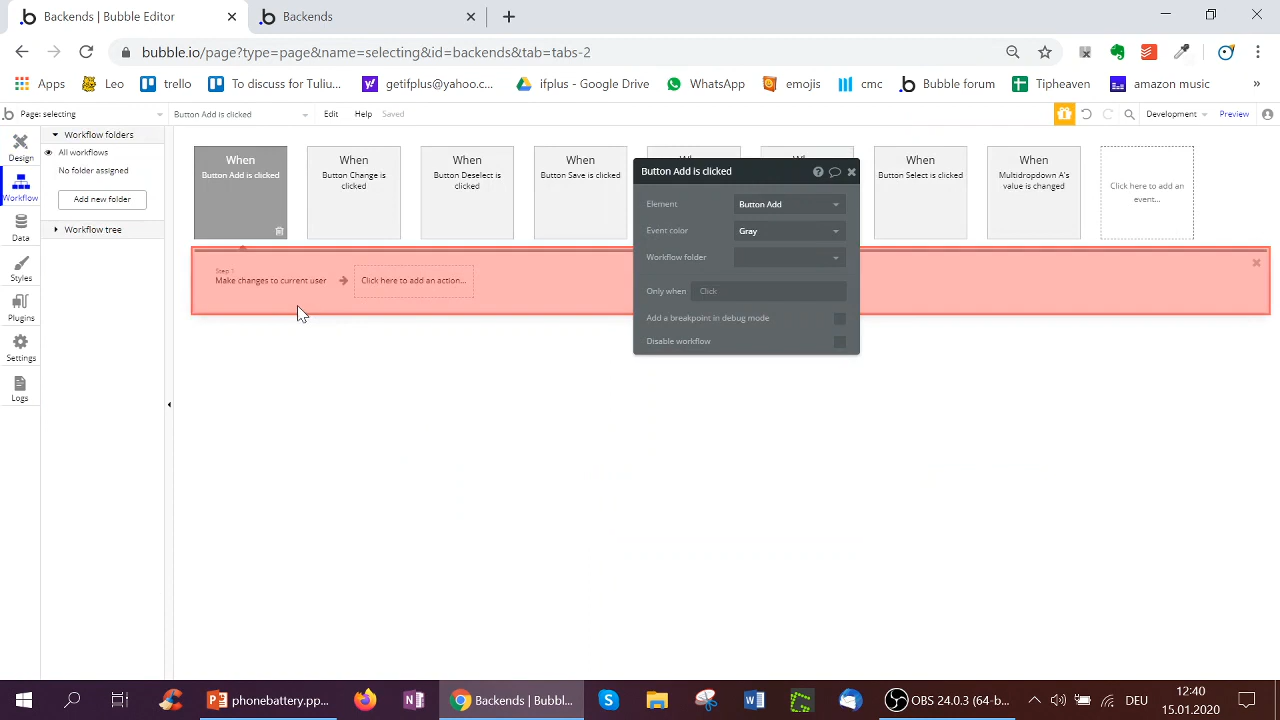 Backends | Bubble Editor
Backends
bubble.io/page?type=page&name=selecting&id=backends&tab=tabs-2
Apps
Leo
trello
To discuss for Tuliu...
getifplus@yahoo.c...
ifplus - Google Drive
WhatsApp
emojis
cmc
Bubble forum
Tipheaven
amazon music
»
Page: selecting
Button Add is clicked
Edit
Help
Saved
Development
Preview
Design
Workflow
Data
Styles
Plugins
Settings
Logs
Workflow folders
All workflows
No folder assigned
Add new folder
Workflow tree
When
Button Add is clicked
When
Button Change is
clicked
When
Button Deselect is
clicked
When
Button Save is clicked
When
Button Select is clicked
When
Multidropdown A's
value is changed
Click here to add an
event...
Step 1
Make changes to current user
Click here to add an action...
Button Add is clicked
Element
Button Add
Event color
Gray
Workflow folder
Only when
Click
Add a breakpoint in debug mode
Disable workflow
phonebattery.pp...
Backends | Bubbl...
OBS 24.0.3 (64-b...
DEU
12:40
15.01.2020